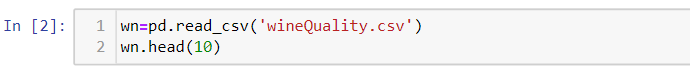 In [2]:
1 wn=pd.read_csv('wineQuality.csv')
2 wn.head(10)